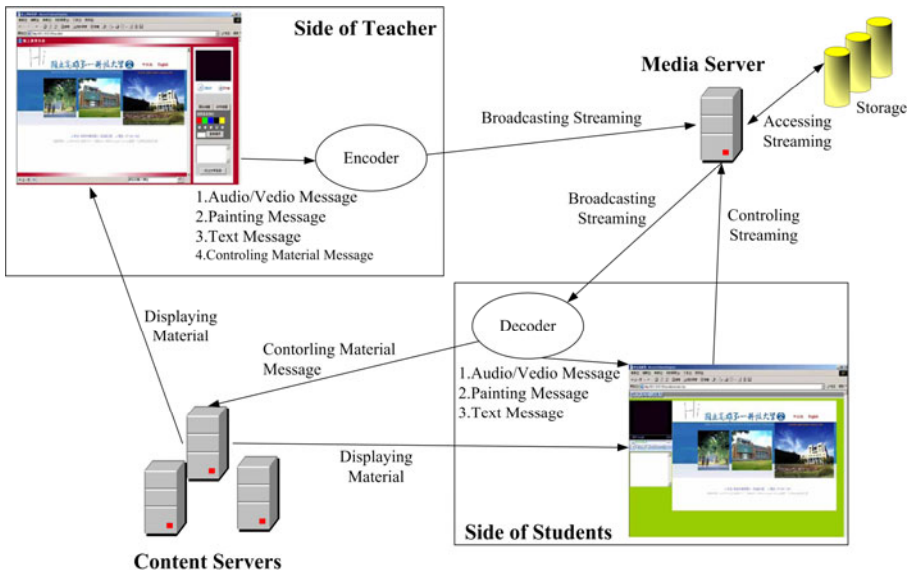 Side of Teacher
Encoder
1.Audio/Vedio Message
2.Painting Message
3.Text Message
4.Controling Material Message
Broadcasting Streaming
Media Server
Accessing
Streaming
Storage
Broadcasting
Streaming
Controling
Streaming
Displaying
Material
Contorling Material
Message
Decoder
1.Audio/Vedio Message
2.Painting Message
3.Text Message
Displaying
Material
Side of Students
Content Servers